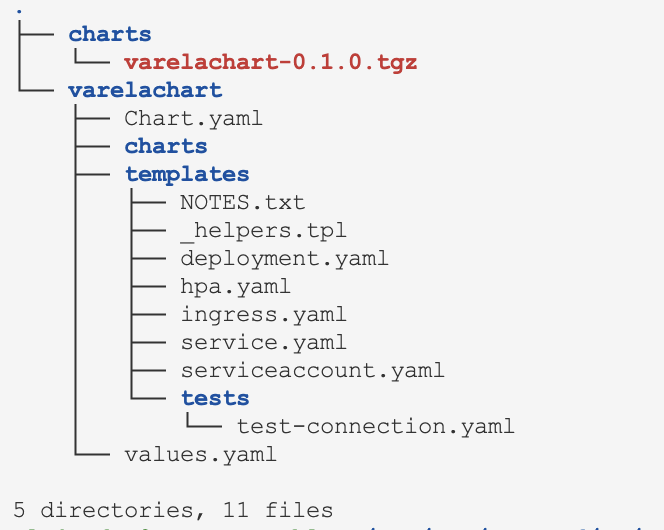 .
├── charts
│   └── varelachart-0.1.0.tgz
└── varelachart
    ├── Chart.yaml
    ├── charts
    ├── templates
    │   ├── NOTES.txt
    │   ├── _helpers.tpl
    │   ├── deployment.yaml
    │   ├── hpa.yaml
    │   ├── ingress.yaml
    │   ├── service.yaml
    │   ├── serviceaccount.yaml
    │   └── tests
    │       └── test-connection.yaml
    └── values.yaml
5 directories, 11 files